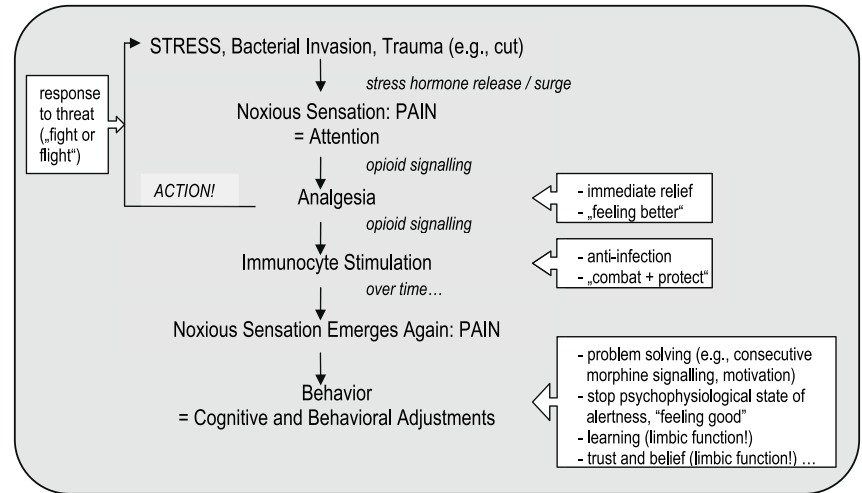 STRESS, Bacterial Invasion, Trauma (e.g., cut)
stress hormone release / surge
response
to threat
(„fight or
flight“)
Noxious Sensation: PAIN
= Attention
opioid signalling
ACTION!
Analgesia
- immediate relief
- „feeling better“
opioid signalling
Immunocyte Stimulation
- anti-infection
- „combat + protect“
over time…
Noxious Sensation Emerges Again: PAIN
Behavior
= Cognitive and Behavioral Adjustments
- problem solving (e.g., consecutive
morphine signalling, motivation)
- stop psychophysiological state of
alertness, “feeling good”
- learning (limbic function!)
- trust and belief (limbic function!) …